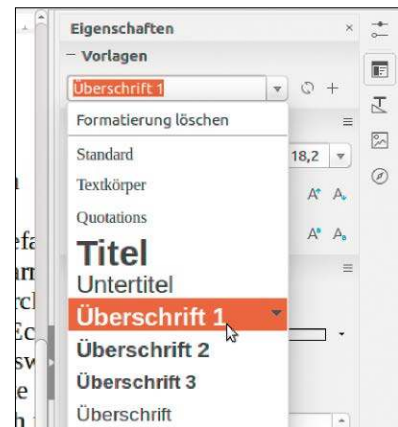 Eigenschaften
− Vorlagen
Überschrift 1
Formatierung löschen
Standard
18,2
Textkörper
Quotations
Titel
Untertitel
Überschrift 1
Überschrift 2
Überschrift 3
Überschrift